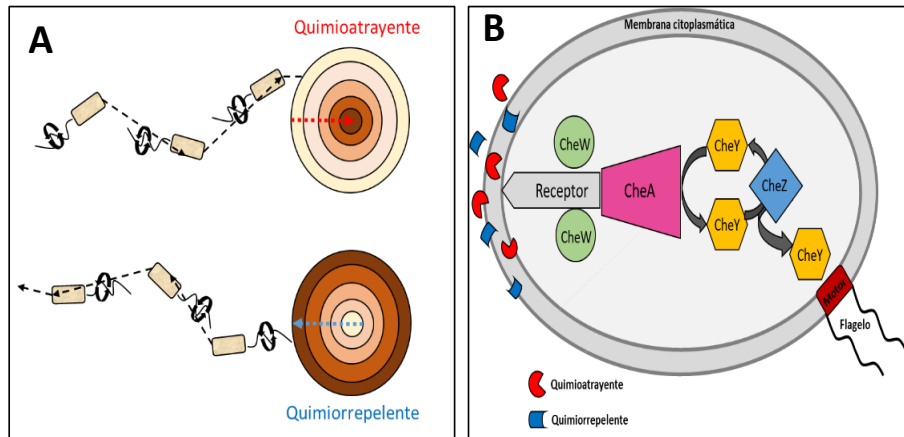 A
Quimioatrayente
Quimiorrepelente
B
Membrana citoplasmática
CheW
Receptor
CheA
CheW
CheY
CheZ
CheY
CheY
Motor
Flagelo
Quimioatrayente
Quimiorrepelente